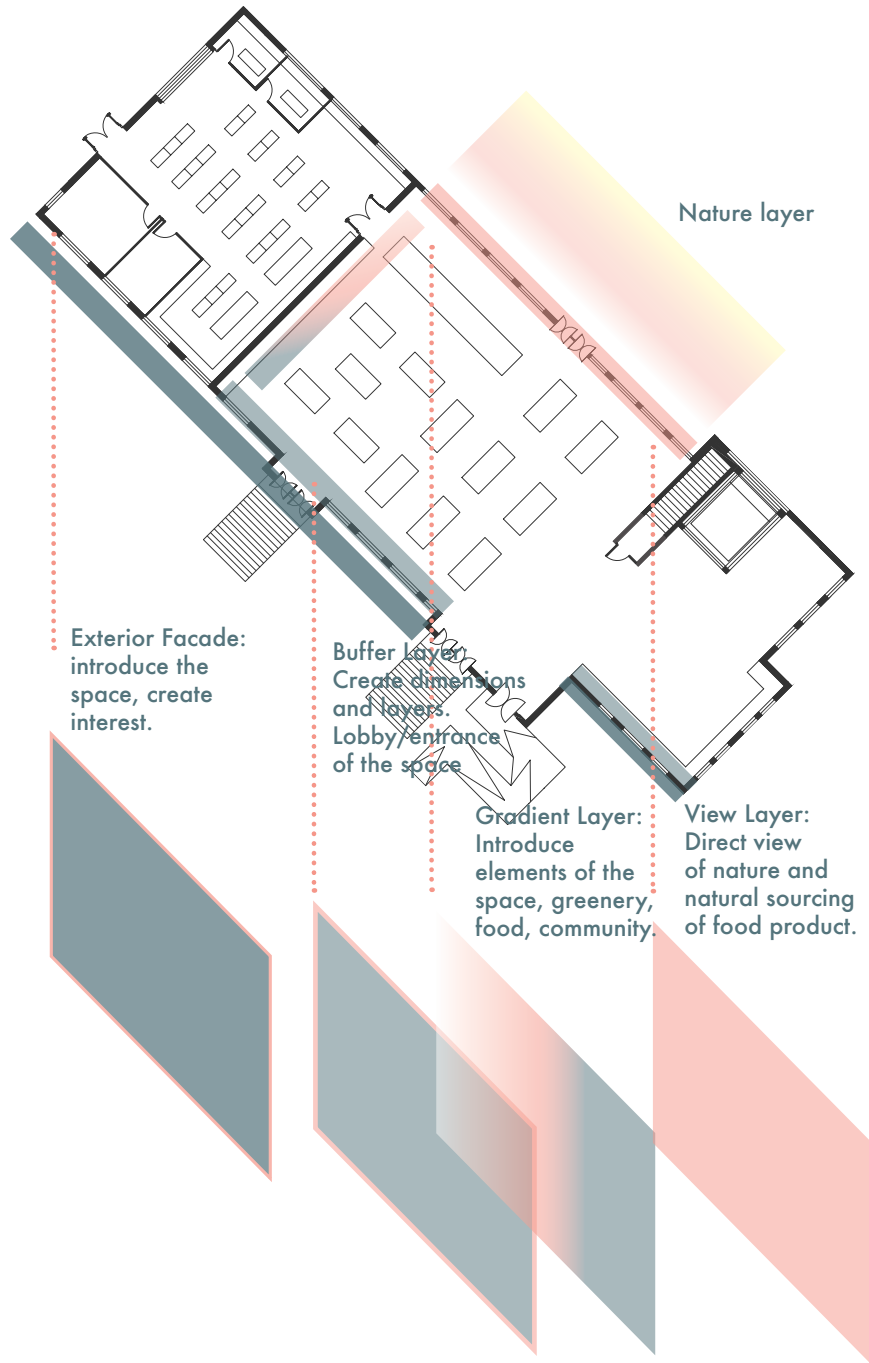 Nature layer
Exterior Facade:
introduce the
space, create
interest.
Buffer Layer:
Create dimensions
and layers.
Lobby/entrance
of the space
Gradient Layer:
Introduce
elements of the
space, greenery,
food, community.
View Layer:
Direct view
of nature and
natural sourcing
of food product.